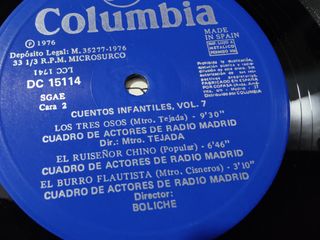 Columbia
℗ 1976
Depósito Legal: M. 35277-1976
33 1/3 R.P.M. MICROSURCO
LCC 1741
DC 15114
SGAE
Cara 2
MADE
IN SPAIN
CUENTOS INFANTILES, VOL. 7
LOS TRES OSOS (Mtro. Tejada) - 9'30"
CUADRO DE ACTORES DE RADIO MADRID
Dir.: Mtro. TEJADA
EL RUISEÑOR CHINO (Popular) - 6'46"
CUADRO DE ACTORES DE RADIO MADRID
EL BURRO FLAUTISTA (Mtro. Cisneros) - 3'10"
CUADRO DE ACTORES DE RADIO MADRID
Director:
BOLICHE